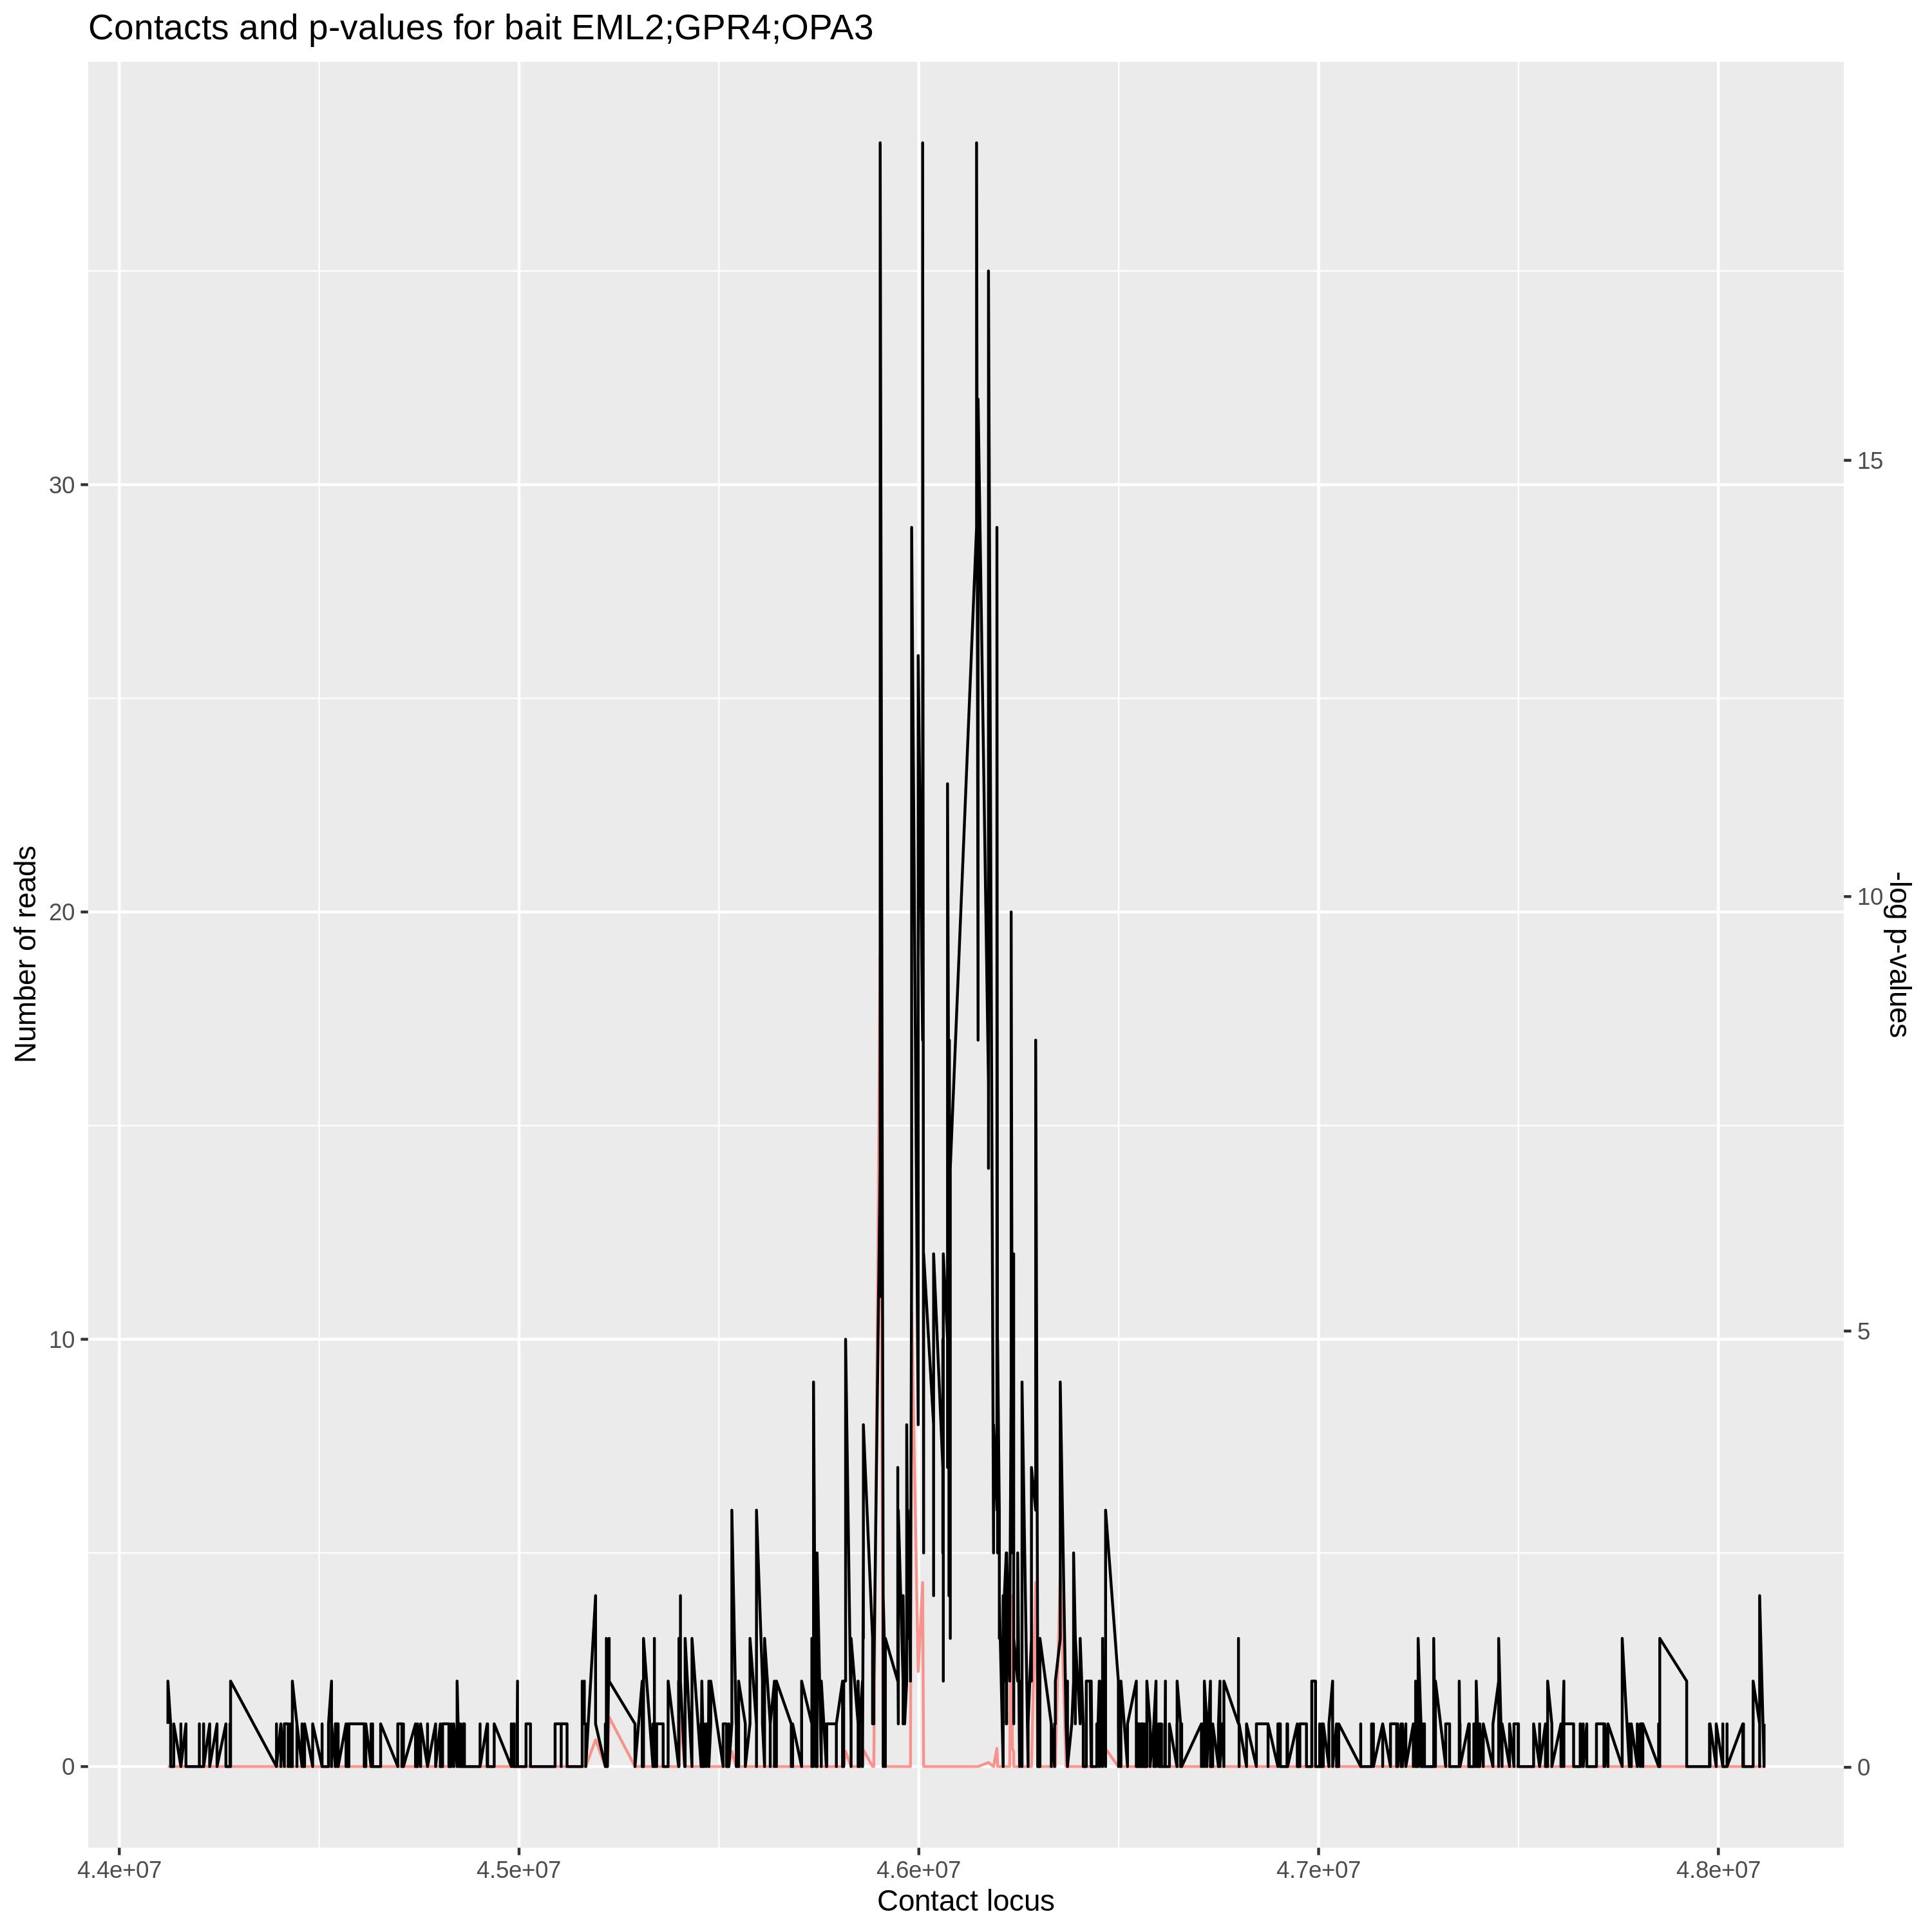 Contacts and p-values for bait EML2;GPR4;OPA3
Number of reads
30
20
10
0
15
10
5
0
-log p-values
4.4e+07 4.5e+07 4.6e+07 4.7e+07 4.8e+07
Contact locus